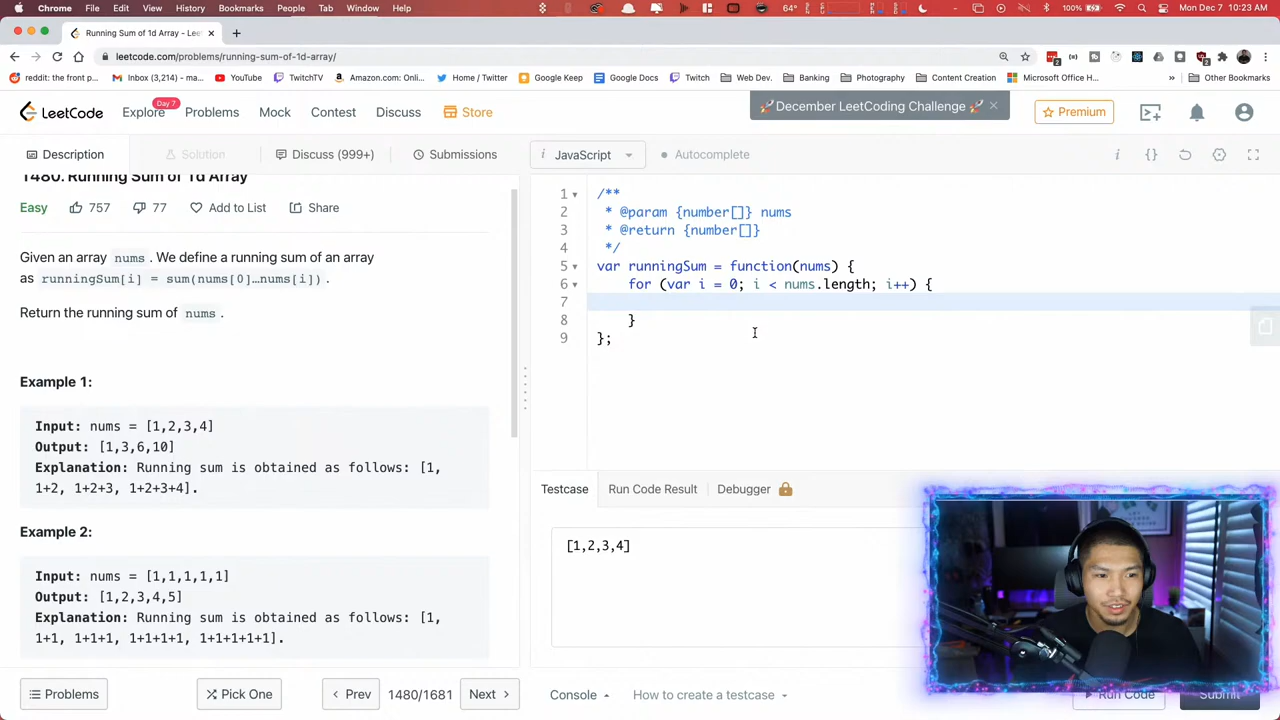 Chrome File Edit View History Bookmarks People Tab Window Help
64° 100% Mon Dec 7 10:23 AM
Running Sum of 1d Array - Lee
leetcode.com/problems/running-sum-of-1d-array/
reddit: the front p... Inbox (3,214) - ma... YouTube TwitchTV Amazon.com: Onli... Home / Twitter Google Keep Google Docs Twitch Web Dev. Banking Photography Content Creation Microsoft Office H... » Other Bookmarks
LeetCode Explore Day 7 Problems Mock Contest Discuss Store
December LeetCoding Challenge
Premium
Description Solution Discuss (999+) Submissions
i JavaScript Autocomplete
1480. Running Sum of 1d Array
Easy 757 77 Add to List Share
Given an array nums . We define a running sum of an array
as runningSum[i] = sum(nums[0]…nums[i]) .
Return the running sum of nums .
Example 1:
Input: nums = [1,2,3,4]
Output: [1,3,6,10]
Explanation: Running sum is obtained as follows: [1,
1+2, 1+2+3, 1+2+3+4].
Example 2:
Input: nums = [1,1,1,1,1]
Output: [1,2,3,4,5]
Explanation: Running sum is obtained as follows: [1,
1+1, 1+1+1, 1+1+1+1, 1+1+1+1+1].
1 /**
2 * @param {number[]} nums
3 * @return {number[]}
4 */
5 var runningSum = function(nums) {
6 for (var i = 0; i < nums.length; i++) {
7
8 }
9 };
Testcase Run Code Result Debugger
[1,2,3,4]
Problems Pick One Prev 1480/1681 Next
Console How to create a testcase Run Code Submit